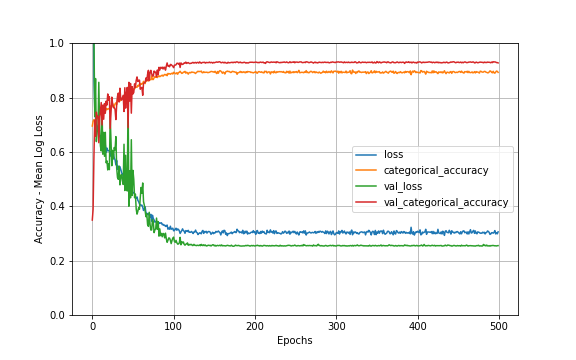 Accuracy - Mean Log Loss
1.0
0.8
0.6
0.4
0.2
0.0
0
100
200
300
400
500
Epochs
loss
categorical_accuracy
val_loss
val_categorical_accuracy